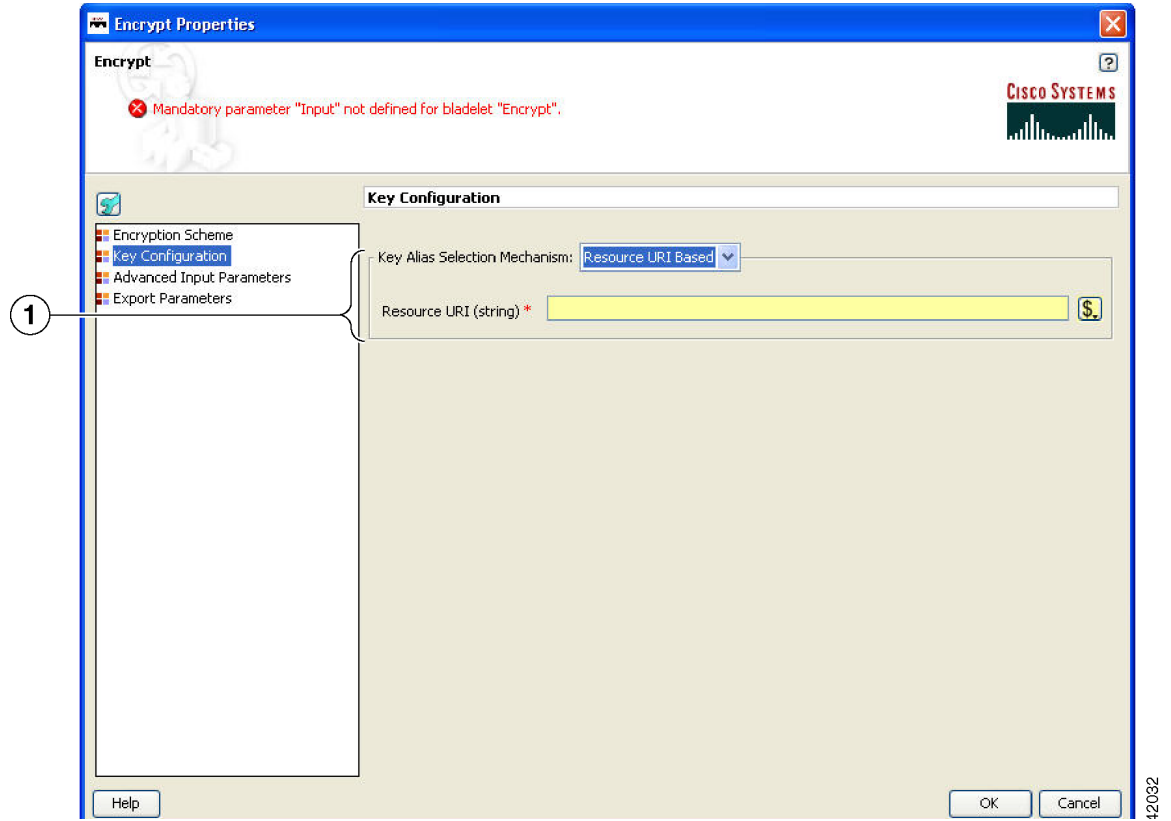 Encrypt Properties
Encrypt
?
Mandatory parameter "Input" not defined for bladelet "Encrypt".
CISCO SYSTEMS
Key Configuration
Encryption Scheme
Key Configuration
Advanced Input Parameters
Export Parameters
Key Alias Selection Mechanism: Resource URI Based
1
Resource URI (string) *
$
Help
OK
Cancel
42032